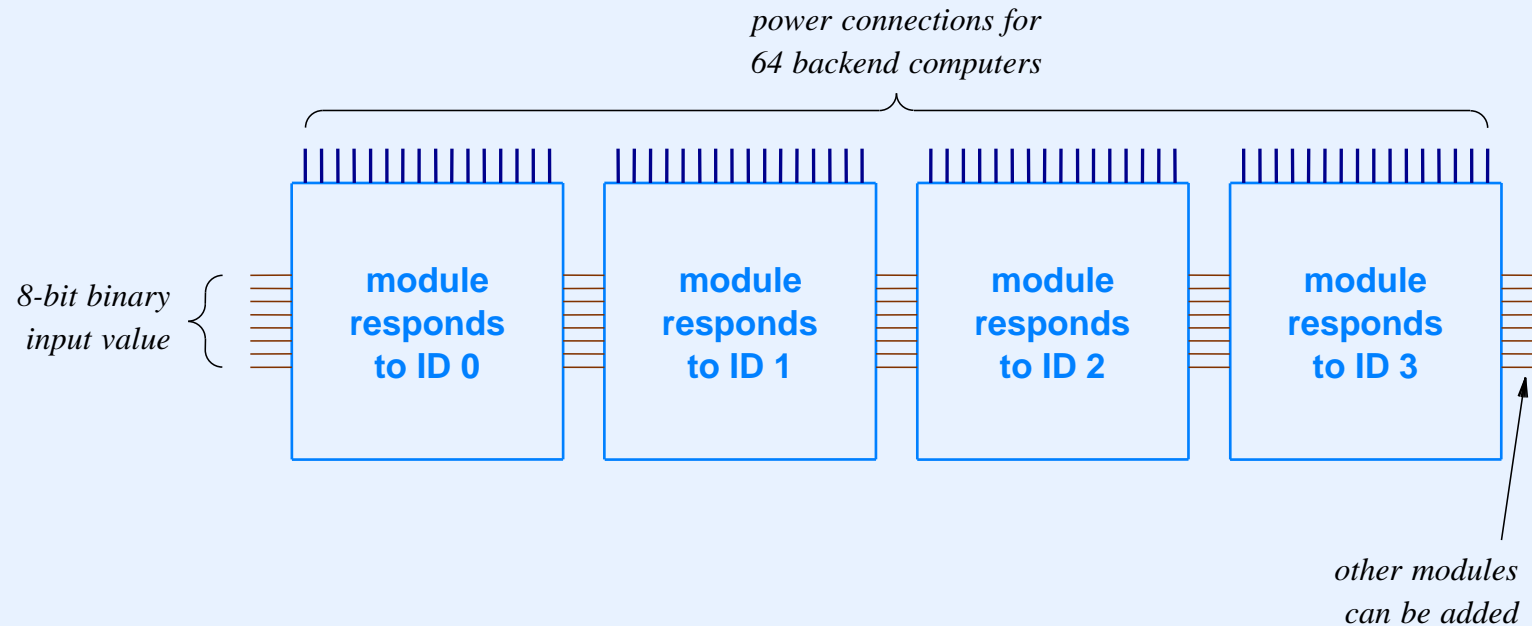 power connections for
64 backend computers
8-bit binary
input value
module
responds
to ID 0
module
responds
to ID 1
module
responds
to ID 2
module
responds
to ID 3
other modules
can be added